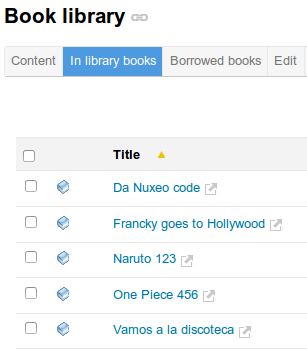 Book library
Content In library books Borrowed books Edit
Title
Da Nuxeo code
Francky goes to Hollywood
Naruto 123
One Piece 456
Vamos a la discoteca